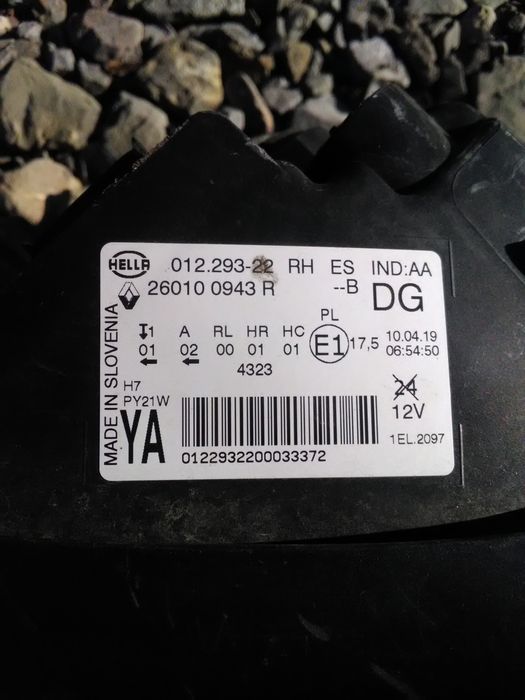 HELLA 012.293-22 RH ES IND:AA
26010 0943 R --B DG
PL
1 A RL HR HC E1 17,5 10.04.19
01 02 00 01 01 06:54:50
4323
H7
PY21W
24
12V
YA
1EL.2097
0122932200033372
MADE IN SLOVENIA